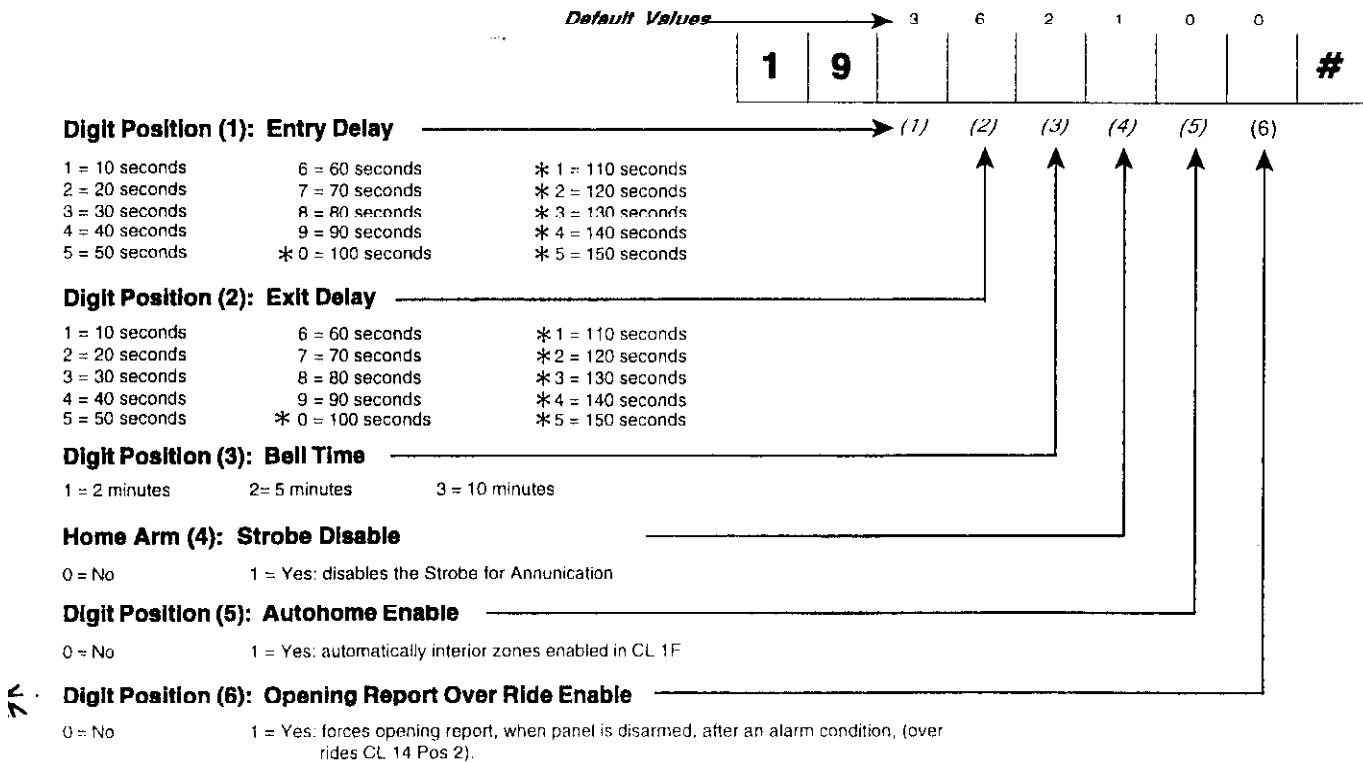 Default Values 3 6 2 1 0 0
1 9 #
Digit Position (1): Entry Delay (1) (2) (3) (4) (5) (6)
1 = 10 seconds 6 = 60 seconds * 1 = 110 seconds
2 = 20 seconds 7 = 70 seconds * 2 = 120 seconds
3 = 30 seconds 8 = 80 seconds * 3 = 130 seconds
4 = 40 seconds 9 = 90 seconds * 4 = 140 seconds
5 = 50 seconds * 0 = 100 seconds * 5 = 150 seconds
Digit Position (2): Exit Delay
1 = 10 seconds 6 = 60 seconds * 1 = 110 seconds
2 = 20 seconds 7 = 70 seconds * 2 = 120 seconds
3 = 30 seconds 8 = 80 seconds * 3 = 130 seconds
4 = 40 seconds 9 = 90 seconds * 4 = 140 seconds
5 = 50 seconds * 0 = 100 seconds * 5 = 150 seconds
Digit Position (3): Bell Time
1 = 2 minutes 2= 5 minutes 3 = 10 minutes
Home Arm (4): Strobe Disable
0 = No 1 = Yes: disables the Strobe for Annunication
Digit Position (5): Autohome Enable
0 = No 1 = Yes: automatically interior zones enabled in CL 1F
Digit Position (6): Opening Report Over Ride Enable
0 = No 1 = Yes: forces opening report, when panel is disarmed, after an alarm condition, (over
rides CL 14 Pos 2).